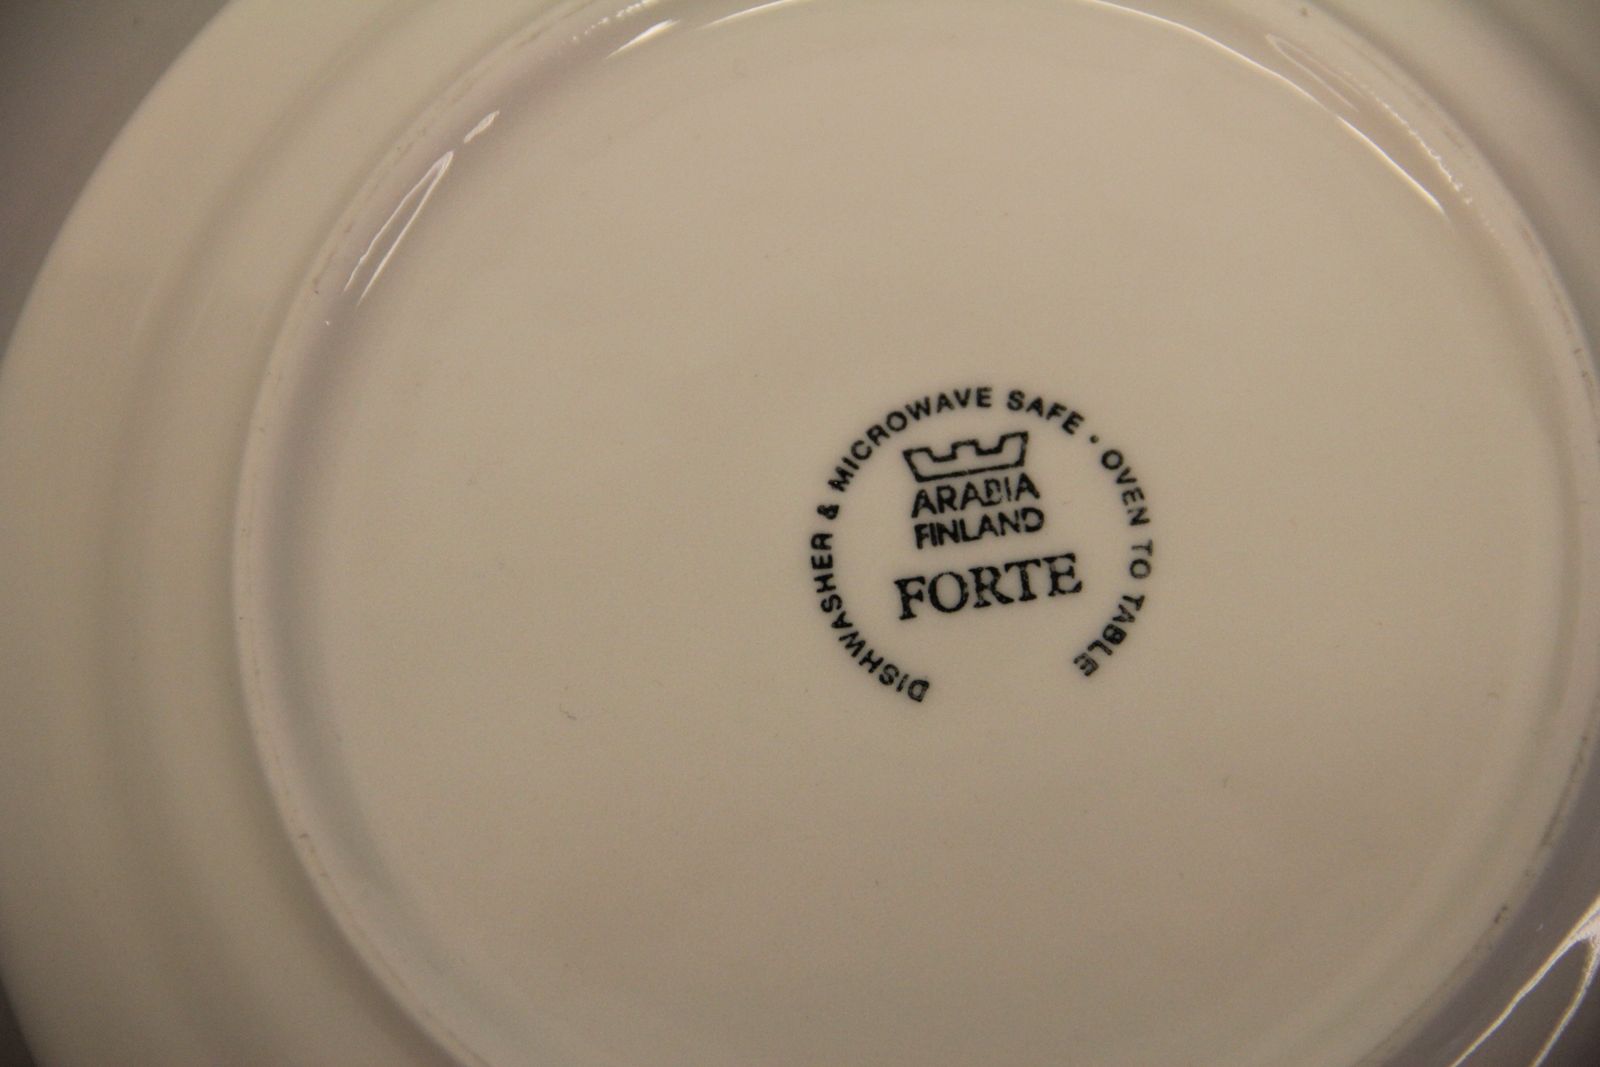 DISHWASHER & MICROWAVE SAFE • OVEN TO TABLE
ARABIA
FINLAND
FORTE